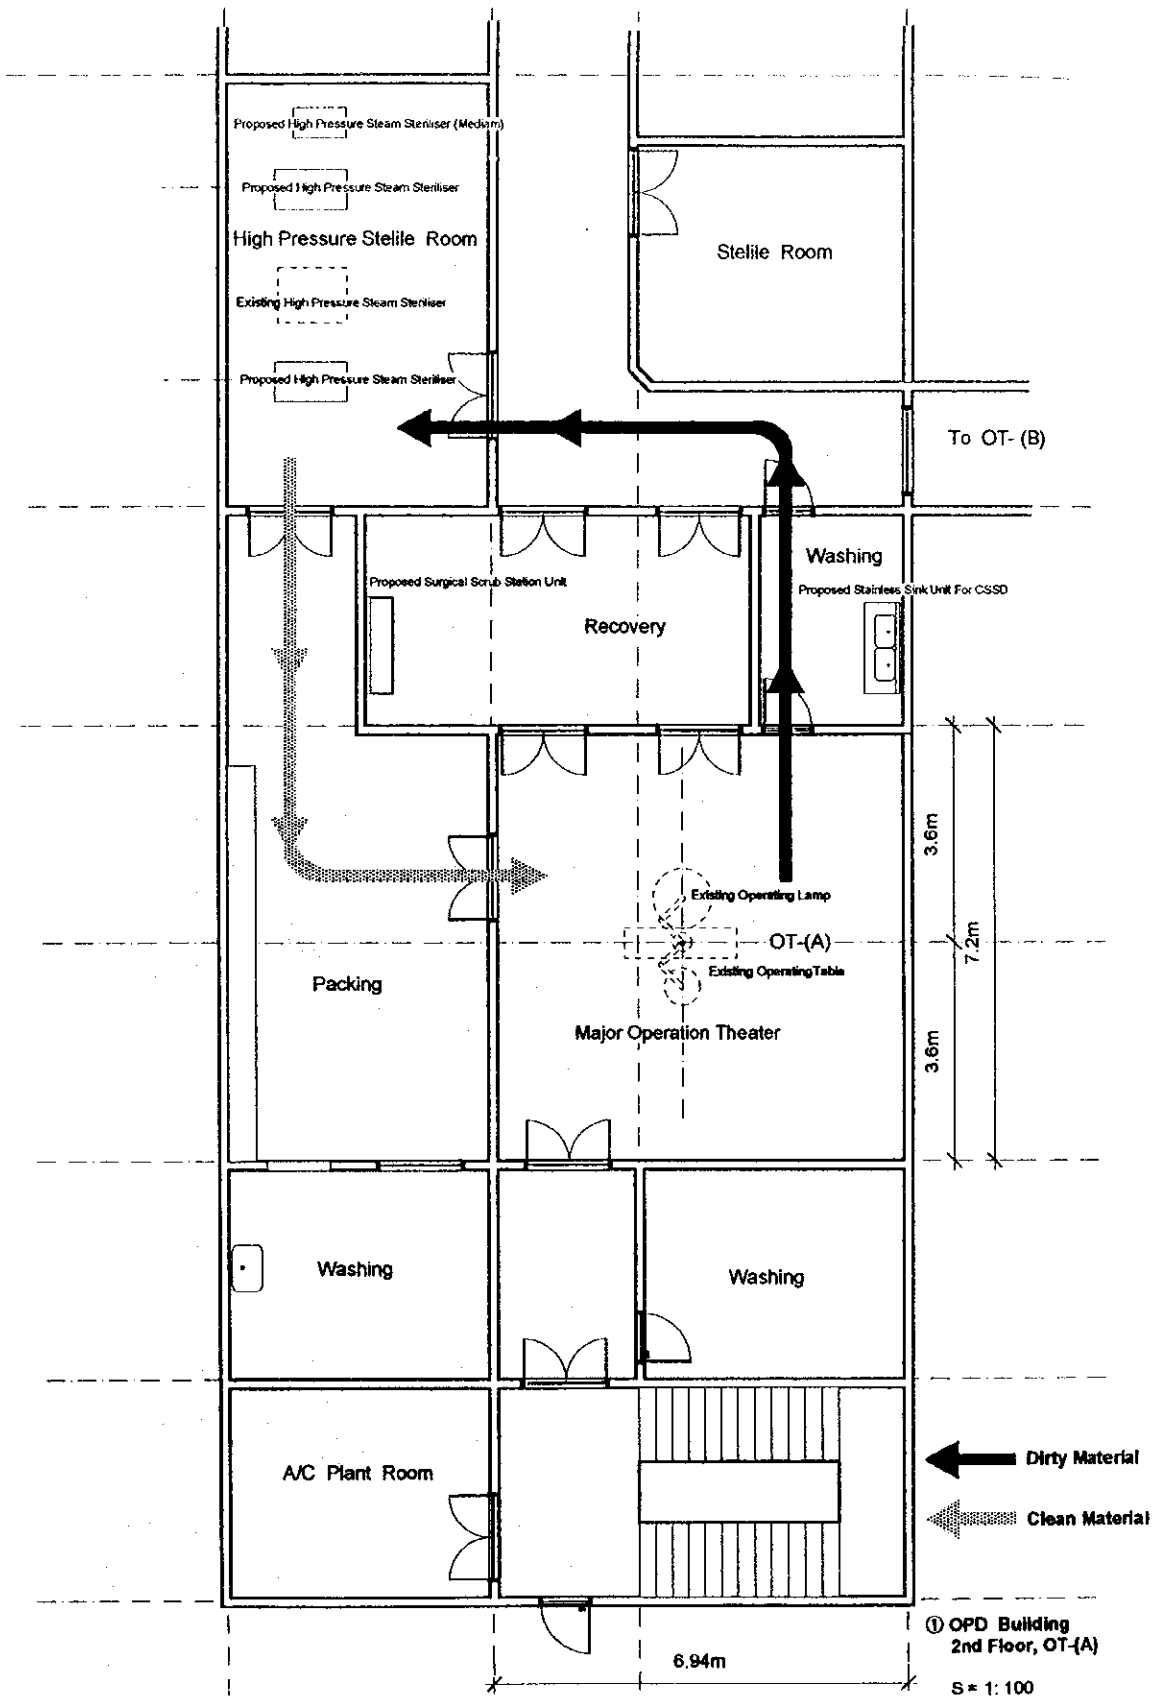 Proposed High Pressure Steam Steriliser (Mediam)
Proposed High Pressure Steam Steriliser
High Pressure Stelile Room
Stelile Room
Existing High Pressure Steam Steriliser
Proposed High Pressure Steam Steriliser
To OT- (B)
Washing
Proposed Surgical Scrub Station Unit
Proposed Stainless Sink Unit For CSSD
Recovery
3.6m
Existing Operating Lamp
OT-(A)
7.2m
Existing Operating Table
Packing
Major Operation Theater
3.6m
Washing
Washing
A/C Plant Room
Dirty Material
Clean Material
① OPD Building
2nd Floor, OT-(A)
6.94m
S = 1: 100